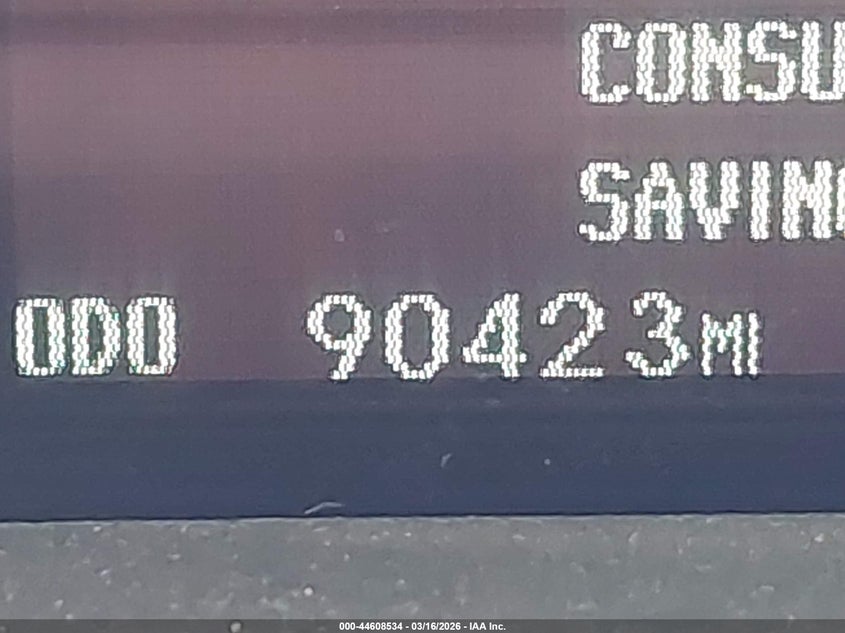 CONSU
SAVIN
ODO 90423MI
000-44608534 - 03/16/2026 - IAA Inc.